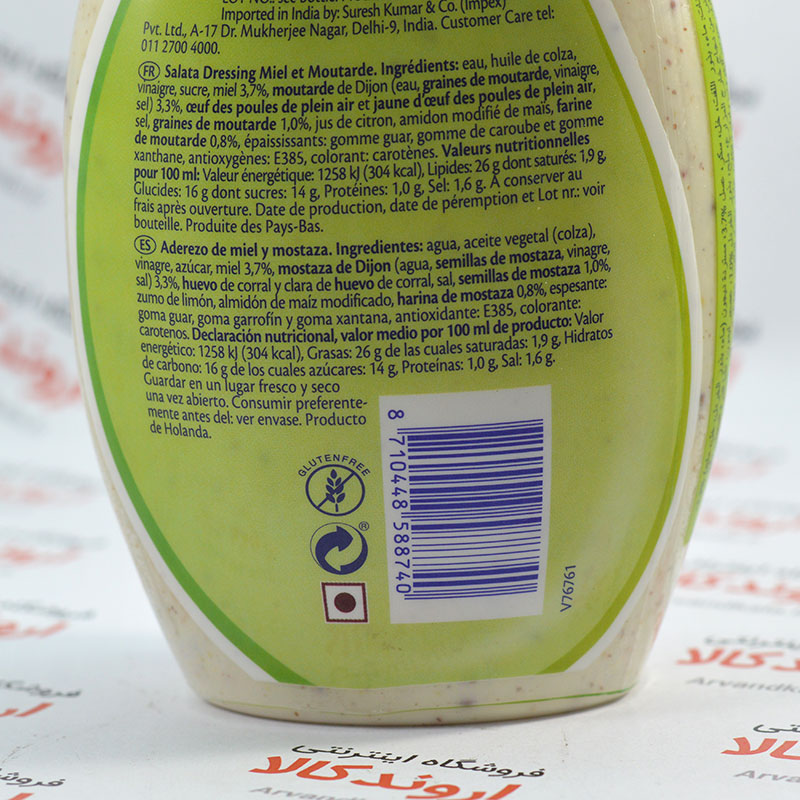 Imported in India by: Suresh Kumar & Co. (Impex)
Pvt. Ltd., A-17 Dr. Mukherjee Nagar, Delhi-9, India. Customer Care tel:
011 2700 4000.
FR Salata Dressing Miel et Moutarde. Ingrédients: eau, huile de colza,
vinaigre, sucre, miel 3,7%, moutarde de Dijon (eau, graines de moutarde, vinaigre,
sel) 3,3%, œuf des poules de plein air et jaune d'œuf des poules de plein air,
sel, graines de moutarde 1,0%, jus de citron, amidon modifié de maïs, farine
de moutarde 0,8%, épaississants: gomme guar, gomme de caroube et gomme
xanthane, antioxygènes: E385, colorant: carotènes. Valeurs nutritionnelles
pour 100 ml: Valeur énergétique: 1258 kJ (304 kcal), Lipides: 26 g dont saturés: 1,9 g,
Glucides: 16 g dont sucres: 14 g, Protéines: 1,0 g, Sel: 1,6 g. À conserver au
frais après ouverture. Date de production, date de péremption et Lot nr.: voir
bouteille. Produite des Pays-Bas.
ES Aderezo de miel y mostaza. Ingredientes: agua, aceite vegetal (colza),
vinagre, azúcar, miel 3,7%, mostaza de Dijon (agua, semillas de mostaza, vinagre,
sal) 3,3%, huevo de corral y clara de huevo de corral, sal, semillas de mostaza 1,0%,
zumo de limón, almidón de maíz modificado, harina de mostaza 0,8%, espesante:
goma guar, goma garrofín y goma xantana, antioxidante: E385, colorante:
carotenos. Declaración nutricional, valor medio por 100 ml de producto: Valor
energético: 1258 kJ (304 kcal), Grasas: 26 g de las cuales saturadas: 1,9 g, Hidratos
de carbono: 16 g de los cuales azúcares: 14 g, Proteínas: 1,0 g, Sal: 1,6 g.
Guardar en un lugar fresco y seco
una vez abierto. Consumir preferente-
mente antes del: ver envase. Producto
de Holanda.
GLUTENFREE
®
8 710448 588740
V76761
فروشگاه اینترنتی
اروند کالا
فروشگاه اینترنتی
اروند کالا
Arvandk